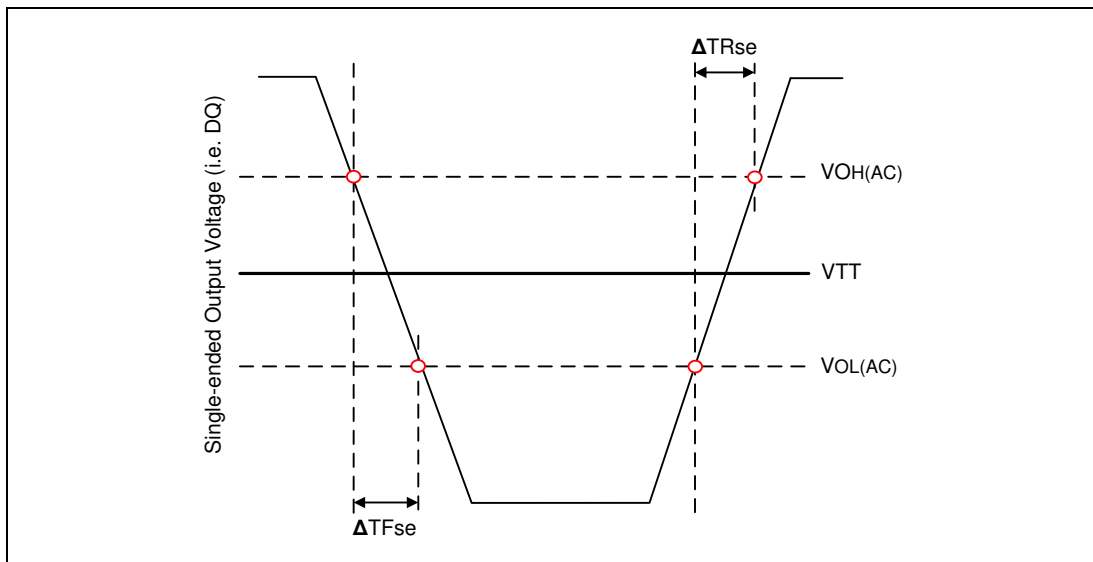 ΔTRse
Single-ended Output Voltage (i.e. DQ)
VOH(AC)
VTT
VOL(AC)
ΔTFse